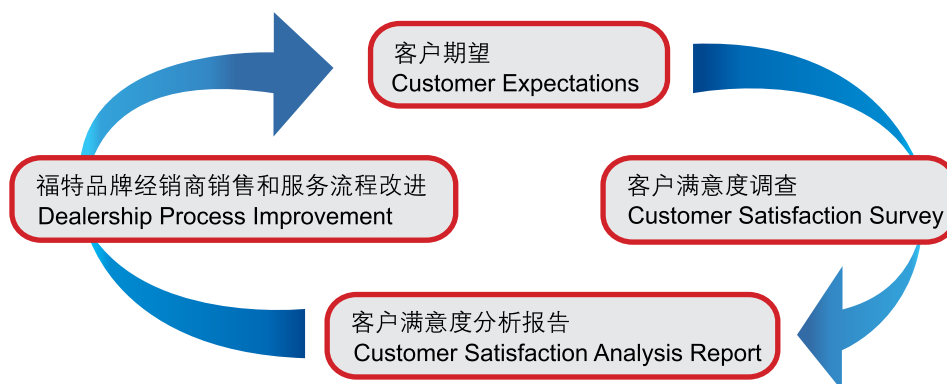 客户期望
Customer Expectations
福特品牌经销商销售和服务流程改进
Dealership Process Improvement
客户满意度调查
Customer Satisfaction Survey
客户满意度分析报告
Customer Satisfaction Analysis Report